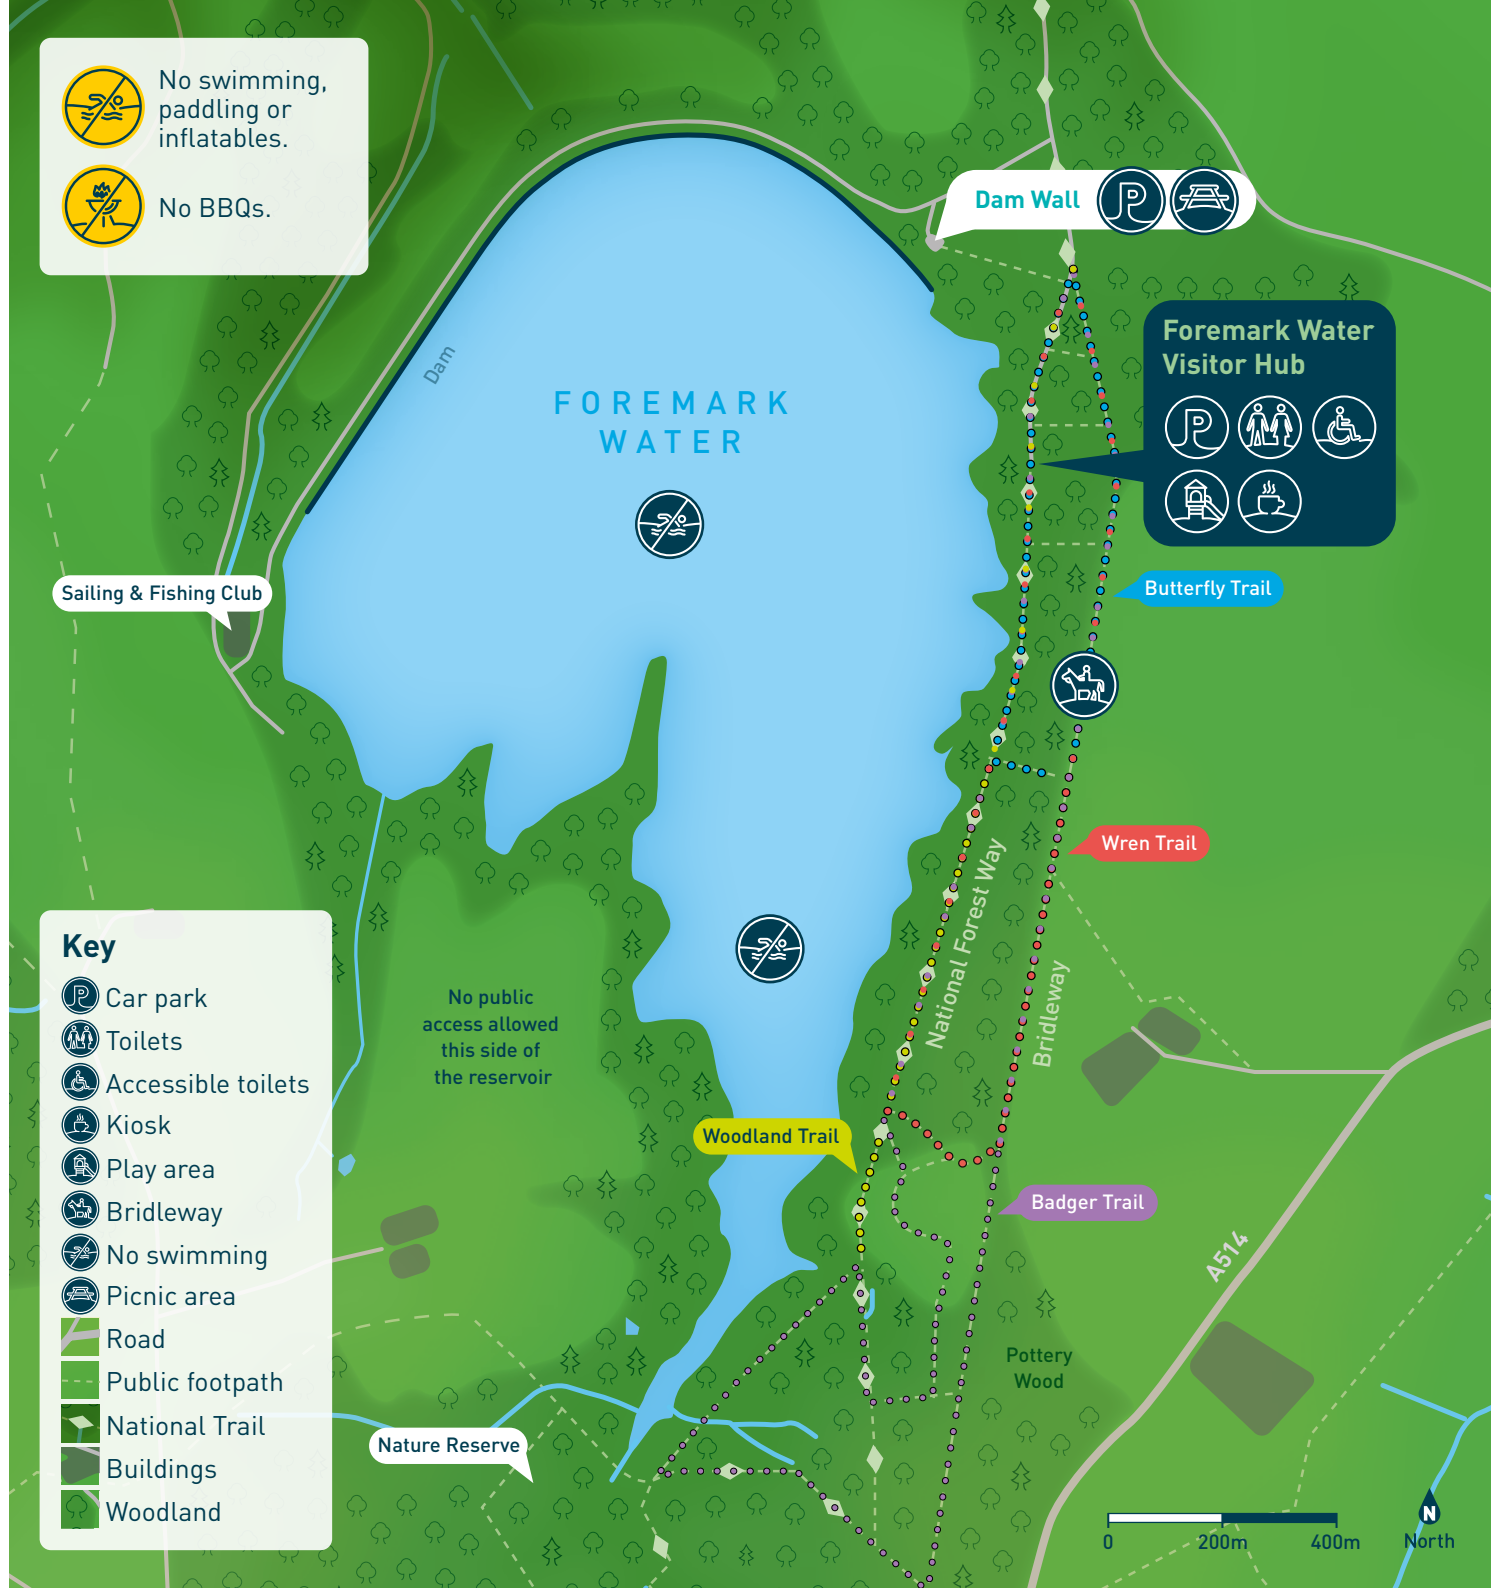 No swimming,
paddling or
inflatables.
No BBQs.
Dam Wall
P
Foremark Water
Visitor Hub
P
Dam
FOREMARK
WATER
Sailing & Fishing Club
Butterfly Trail
Wren Trail
National Forest Way
Bridleway
No public
access allowed
this side of
the reservoir
Woodland Trail
Badger Trail
A514
Pottery
Wood
Nature Reserve
Key
P Car park
Toilets
Accessible toilets
Kiosk
Play area
Bridleway
No swimming
Picnic area
Road
Public footpath
National Trail
Buildings
Woodland
0 200m 400m
N
North